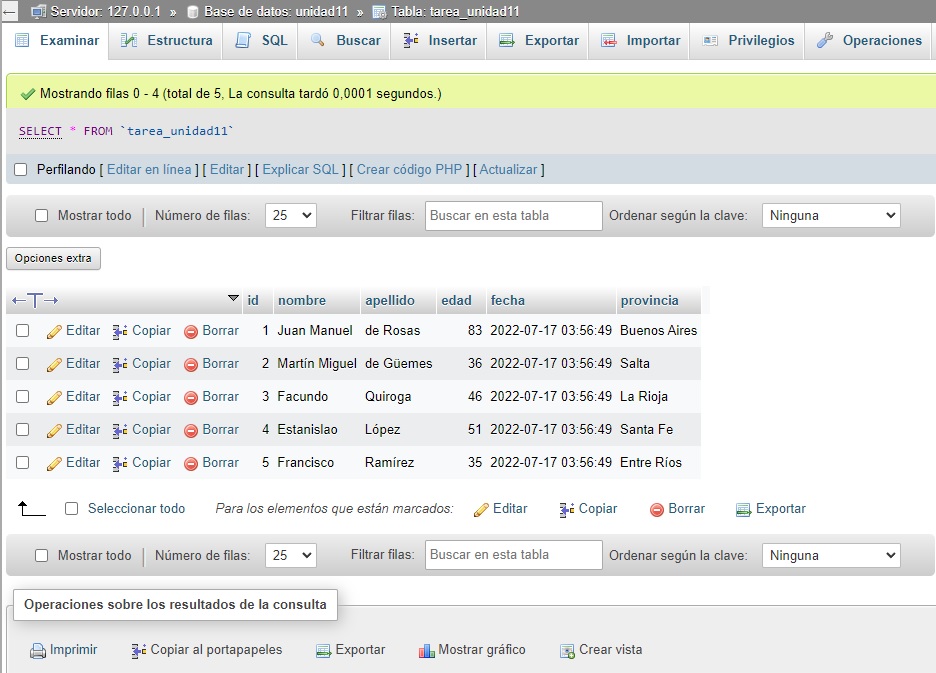 Servidor: 127.0.0.1 » Base de datos: unidad11 » Tabla: tarea_unidad11
Examinar Estructura SQL Buscar Insertar Exportar Importar Privilegios Operaciones
Mostrando filas 0 - 4 (total de 5, La consulta tardó 0,0001 segundos.)
SELECT * FROM `tarea_unidad11`
Perfilando [ Editar en línea ] [ Editar ] [ Explicar SQL ] [ Crear código PHP ] [ Actualizar ]
Mostrar todo | Número de filas: 25 Filtrar filas: Buscar en esta tabla Ordenar según la clave: Ninguna
Opciones extra
←T→ id nombre apellido edad fecha provincia
Editar Copiar Borrar 1 Juan Manuel de Rosas 83 2022-07-17 03:56:49 Buenos Aires
Editar Copiar Borrar 2 Martín Miguel de Güemes 36 2022-07-17 03:56:49 Salta
Editar Copiar Borrar 3 Facundo Quiroga 46 2022-07-17 03:56:49 La Rioja
Editar Copiar Borrar 4 Estanislao López 51 2022-07-17 03:56:49 Santa Fe
Editar Copiar Borrar 5 Francisco Ramírez 35 2022-07-17 03:56:49 Entre Ríos
Seleccionar todo Para los elementos que están marcados: Editar Copiar Borrar Exportar
Mostrar todo | Número de filas: 25 Filtrar filas: Buscar en esta tabla Ordenar según la clave: Ninguna
Operaciones sobre los resultados de la consulta
Imprimir Copiar al portapapeles Exportar Mostrar gráfico Crear vista